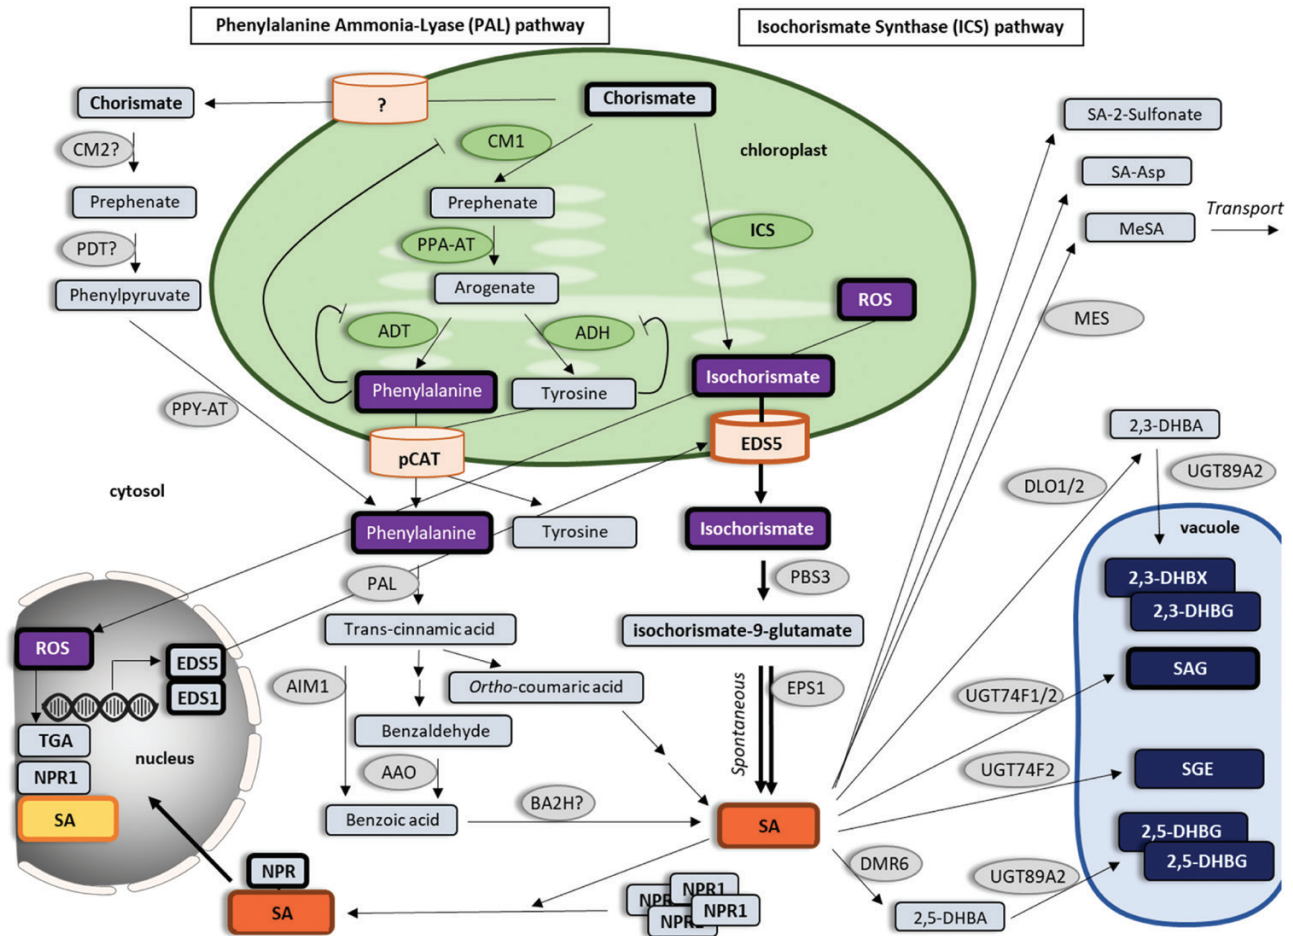 Phenylalanine Ammonia-Lyase (PAL) pathway
Isochorismate Synthase (ICS) pathway
Chorismate
?
Chorismate
CM2?
CM1
chloroplast
SA-2-Sulfonate
SA-Asp
Prephenate
Prephenate
MeSA
Transport
PDT?
PPA-AT
ICS
Phenylpyruvate
Arogenate
ROS
MES
ADT
ADH
Phenylalanine
Tyrosine
Isochorismate
PPY-AT
2,3-DHBA
pCAT
EDS5
UGT89A2
DLO1/2
cytosol
Phenylalanine
Tyrosine
Isochorismate
vacuole
PAL
PBS3
2,3-DHBX
2,3-DHBG
Trans-cinnamic acid
isochorismate-9-glutamate
ROS
EDS5
EDS1
SAG
AIM1
Ortho-coumaric acid
Spontaneous
EPS1
UGT74F1/2
TGA
nucleus
Benzaldehyde
NPR1
AAO
UGT74F2
SGE
SA
BA2H?
Benzoic acid
SA
2,5-DHBG
2,5-DHBG
DMR6
UGT89A2
NPR
SA
NPR1
NPR
NPR1
NPR1
2,5-DHBA